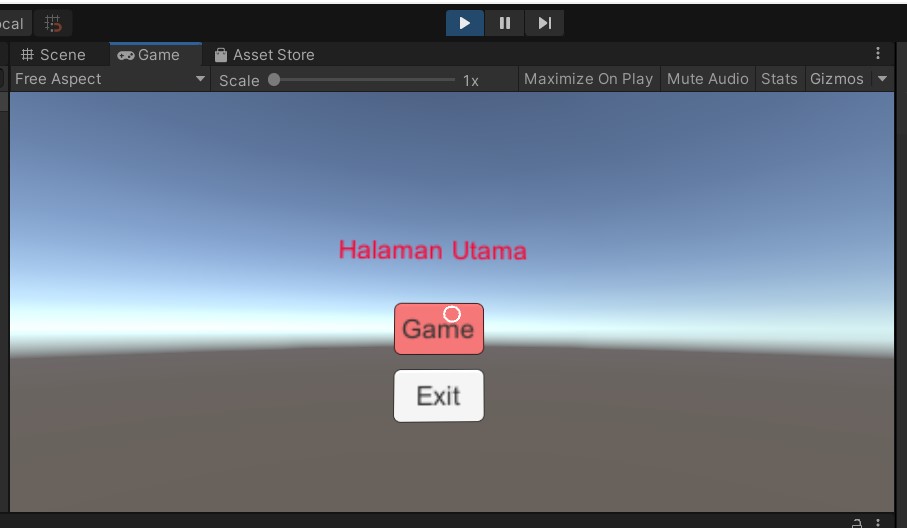 ocal
Scene Game Asset Store
Free Aspect Scale 1x Maximize On Play Mute Audio Stats Gizmos
Halaman Utama
Game
Exit